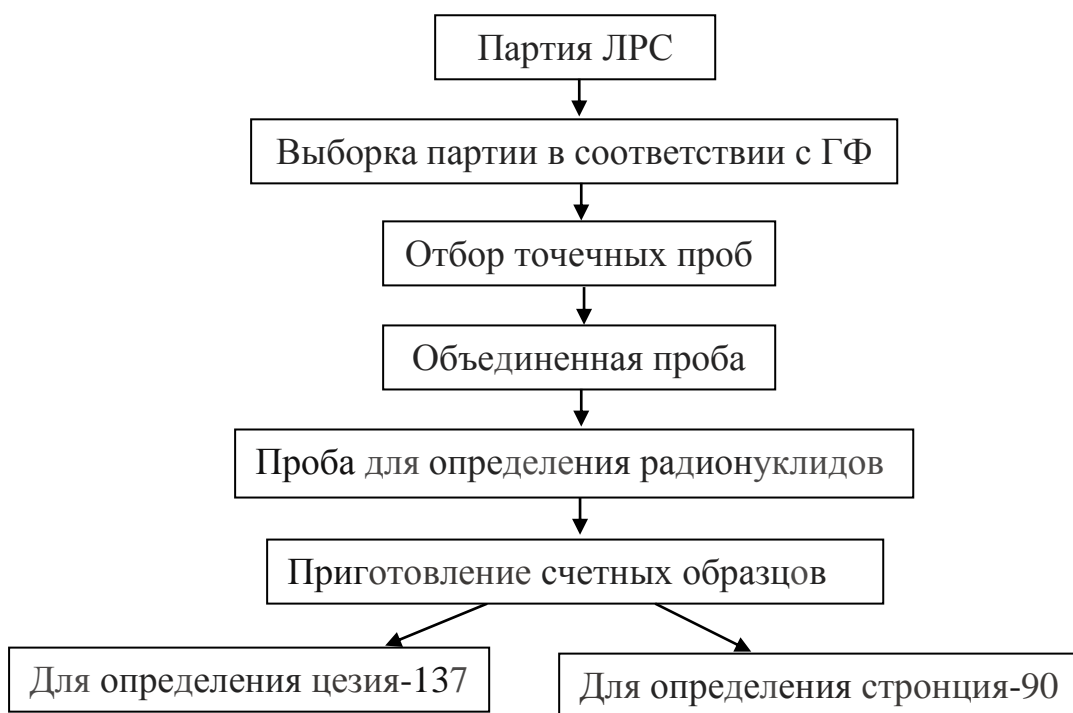 Партия ЛРС
Выборка партии в соответствии с ГФ
Отбор точечных проб
Объединенная проба
Проба для определения радионуклидов
Приготовление счетных образцов
Для определения цезия-137
Для определения стронция-90